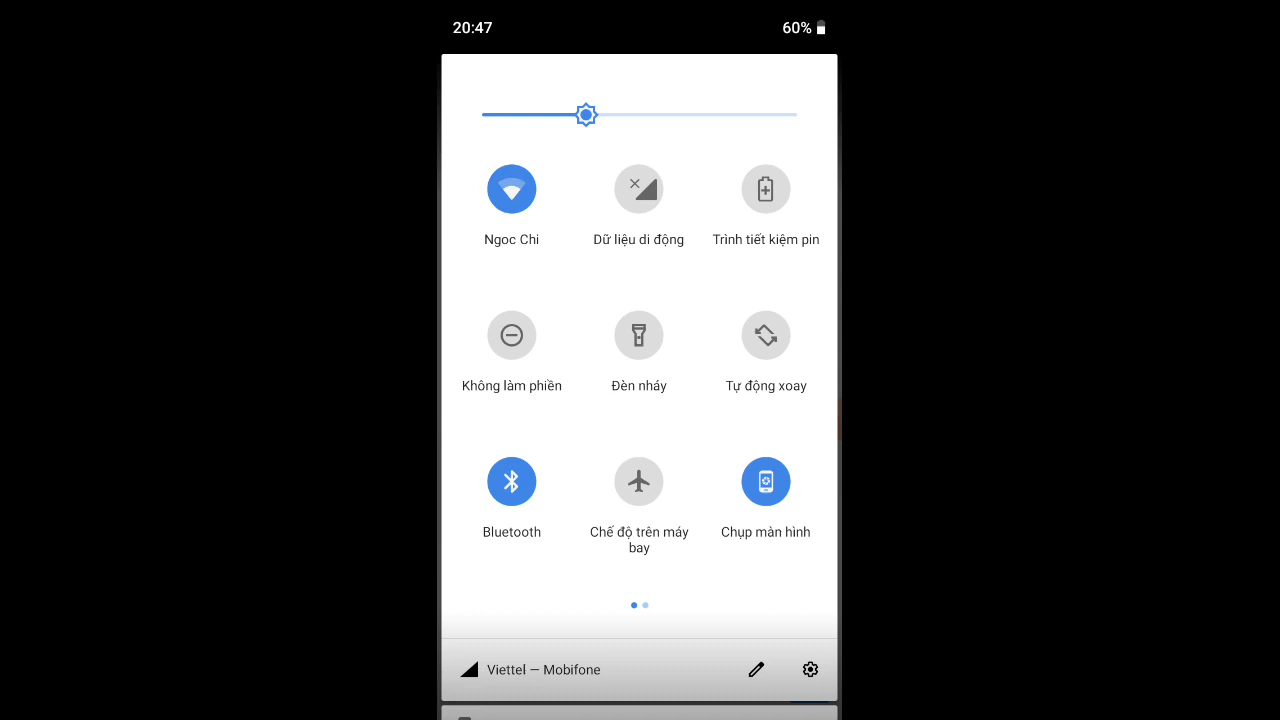 20:47
60%
Ngoc Chi
Dữ liệu di động
Trình tiết kiệm pin
Không làm phiền
Đèn nháy
Tự động xoay
Bluetooth
Chế độ trên máy
bay
Chụp màn hình
Viettel — Mobifone